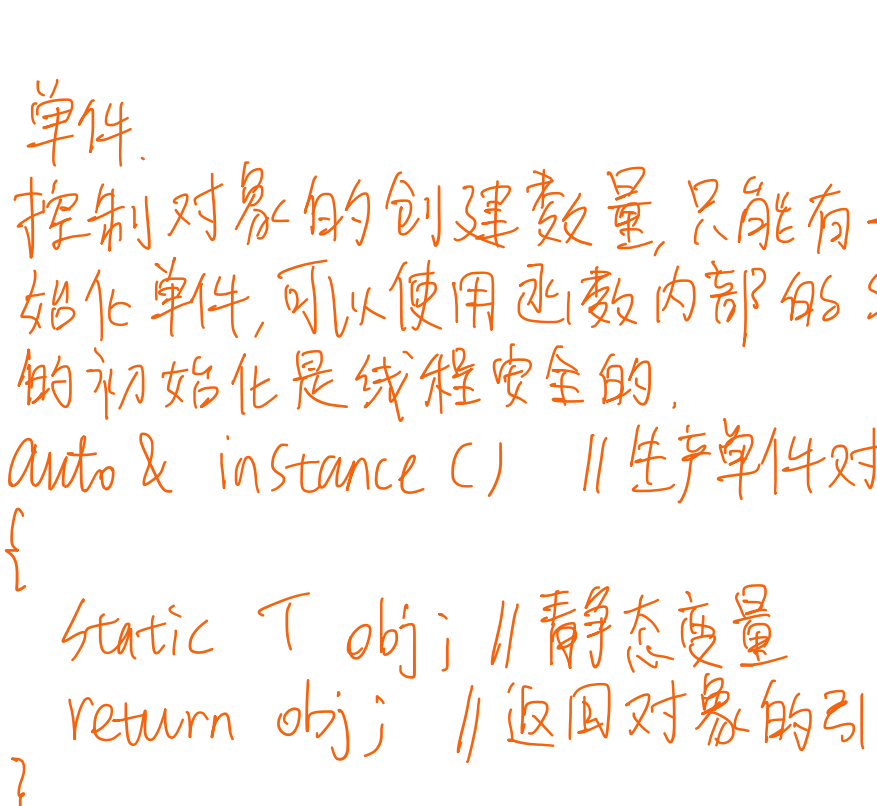 单件.
控制对象的创建数量,只能有一
始化单件,可以使用函数内部的s
的初始化是线程安全的.
auto & instance() //生产单件对
{
static T obj; //静态变量
return obj; //返回对象的引
}